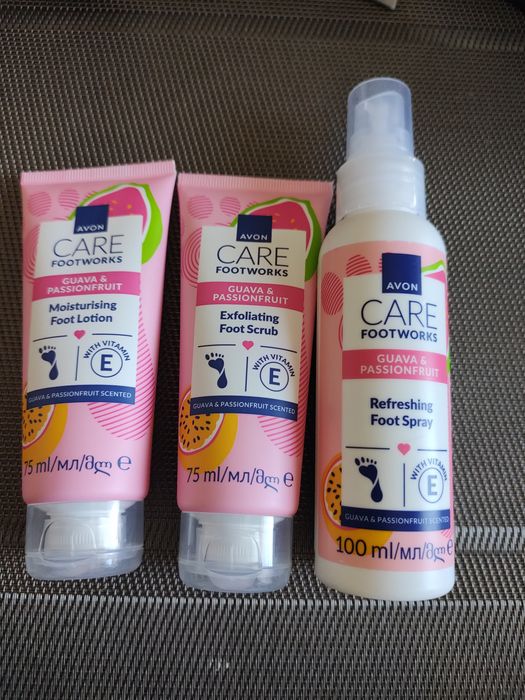 AVON
CARE
FOOTWORKS
GUAVA &
PASSIONFRUIT
Moisturising
Foot Lotion
WITH VITAMIN
E
GUAVA & PASSIONFRUIT SCENTED
75 ml/мл/მლ e
AVON
CARE
FOOTWORKS
GUAVA &
PASSIONFRUIT
Exfoliating
Foot Scrub
WITH VITAMIN
E
GUAVA & PASSIONFRUIT SCENTED
75 ml/мл/მლ e
AVON
CARE
FOOTWORKS
GUAVA &
PASSIONFRUIT
Refreshing
Foot Spray
WITH VITAMIN
E
GUAVA & PASSIONFRUIT SCENTED
100 ml/мл/მლ e